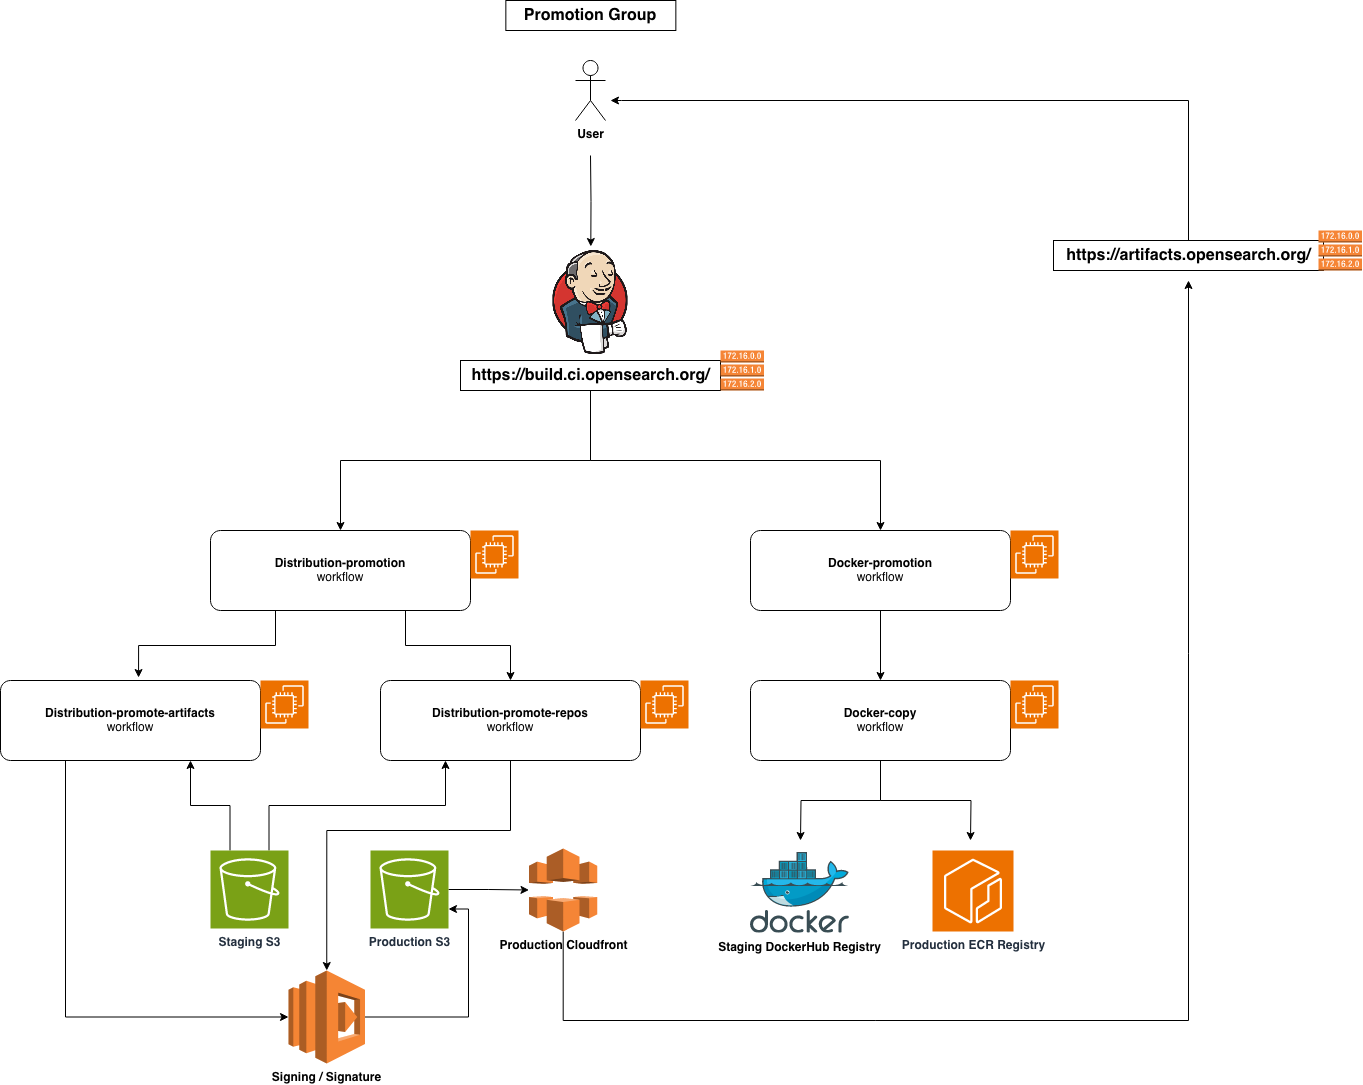 Promotion Group
User
https://artifacts.opensearch.org/
172.16.0.0
172.16.1.0
172.16.2.0
https://build.ci.opensearch.org/
172.16.0.0
172.16.1.0
172.16.2.0
Distribution-promotion
workflow
Docker-promotion
workflow
Distribution-promote-artifacts
workflow
Distribution-promote-repos
workflow
Docker-copy
workflow
docker
Staging S3
Production S3
Production Cloudfront
Staging DockerHub Registry
Production ECR Registry
Signing / Signature